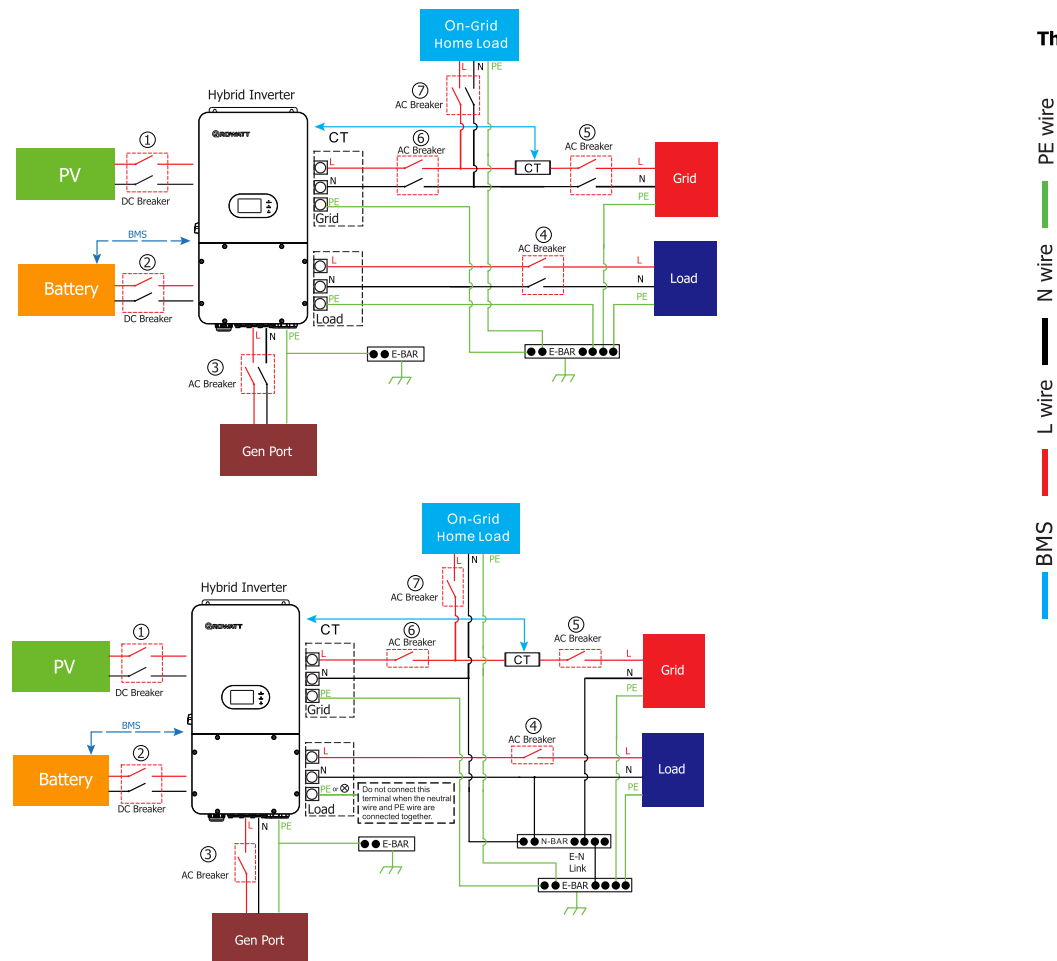 On-Grid
Home Load
L N PE
⑦
AC Breaker
Hybrid Inverter
GROWATT
CT
①
DC Breaker
PV
⑥
AC Breaker
CT
⑤
AC Breaker
L
N
PE
Grid
L
N
PE
Grid
BMS
Battery
②
DC Breaker
L
N
PE
Load
④
AC Breaker
L
N
PE
Load
L N PE
③
AC Breaker
E-BAR
E-BAR
Gen Port
On-Grid
Home Load
L N PE
⑦
AC Breaker
Hybrid Inverter
GROWATT
CT
①
DC Breaker
PV
⑥
AC Breaker
CT
⑤
AC Breaker
L
N
PE
Grid
L
N
PE
Grid
BMS
Battery
②
DC Breaker
L
N
PE or ⊗
Load
Do not connect this
terminal when the neutral
wire and PE wire are
connected together.
④
AC Breaker
L
N
PE
Load
L N PE
③
AC Breaker
E-BAR
N-BAR
E-N
Link
E-BAR
Gen Port
Th
PE wire
N wire
L wire
BMS